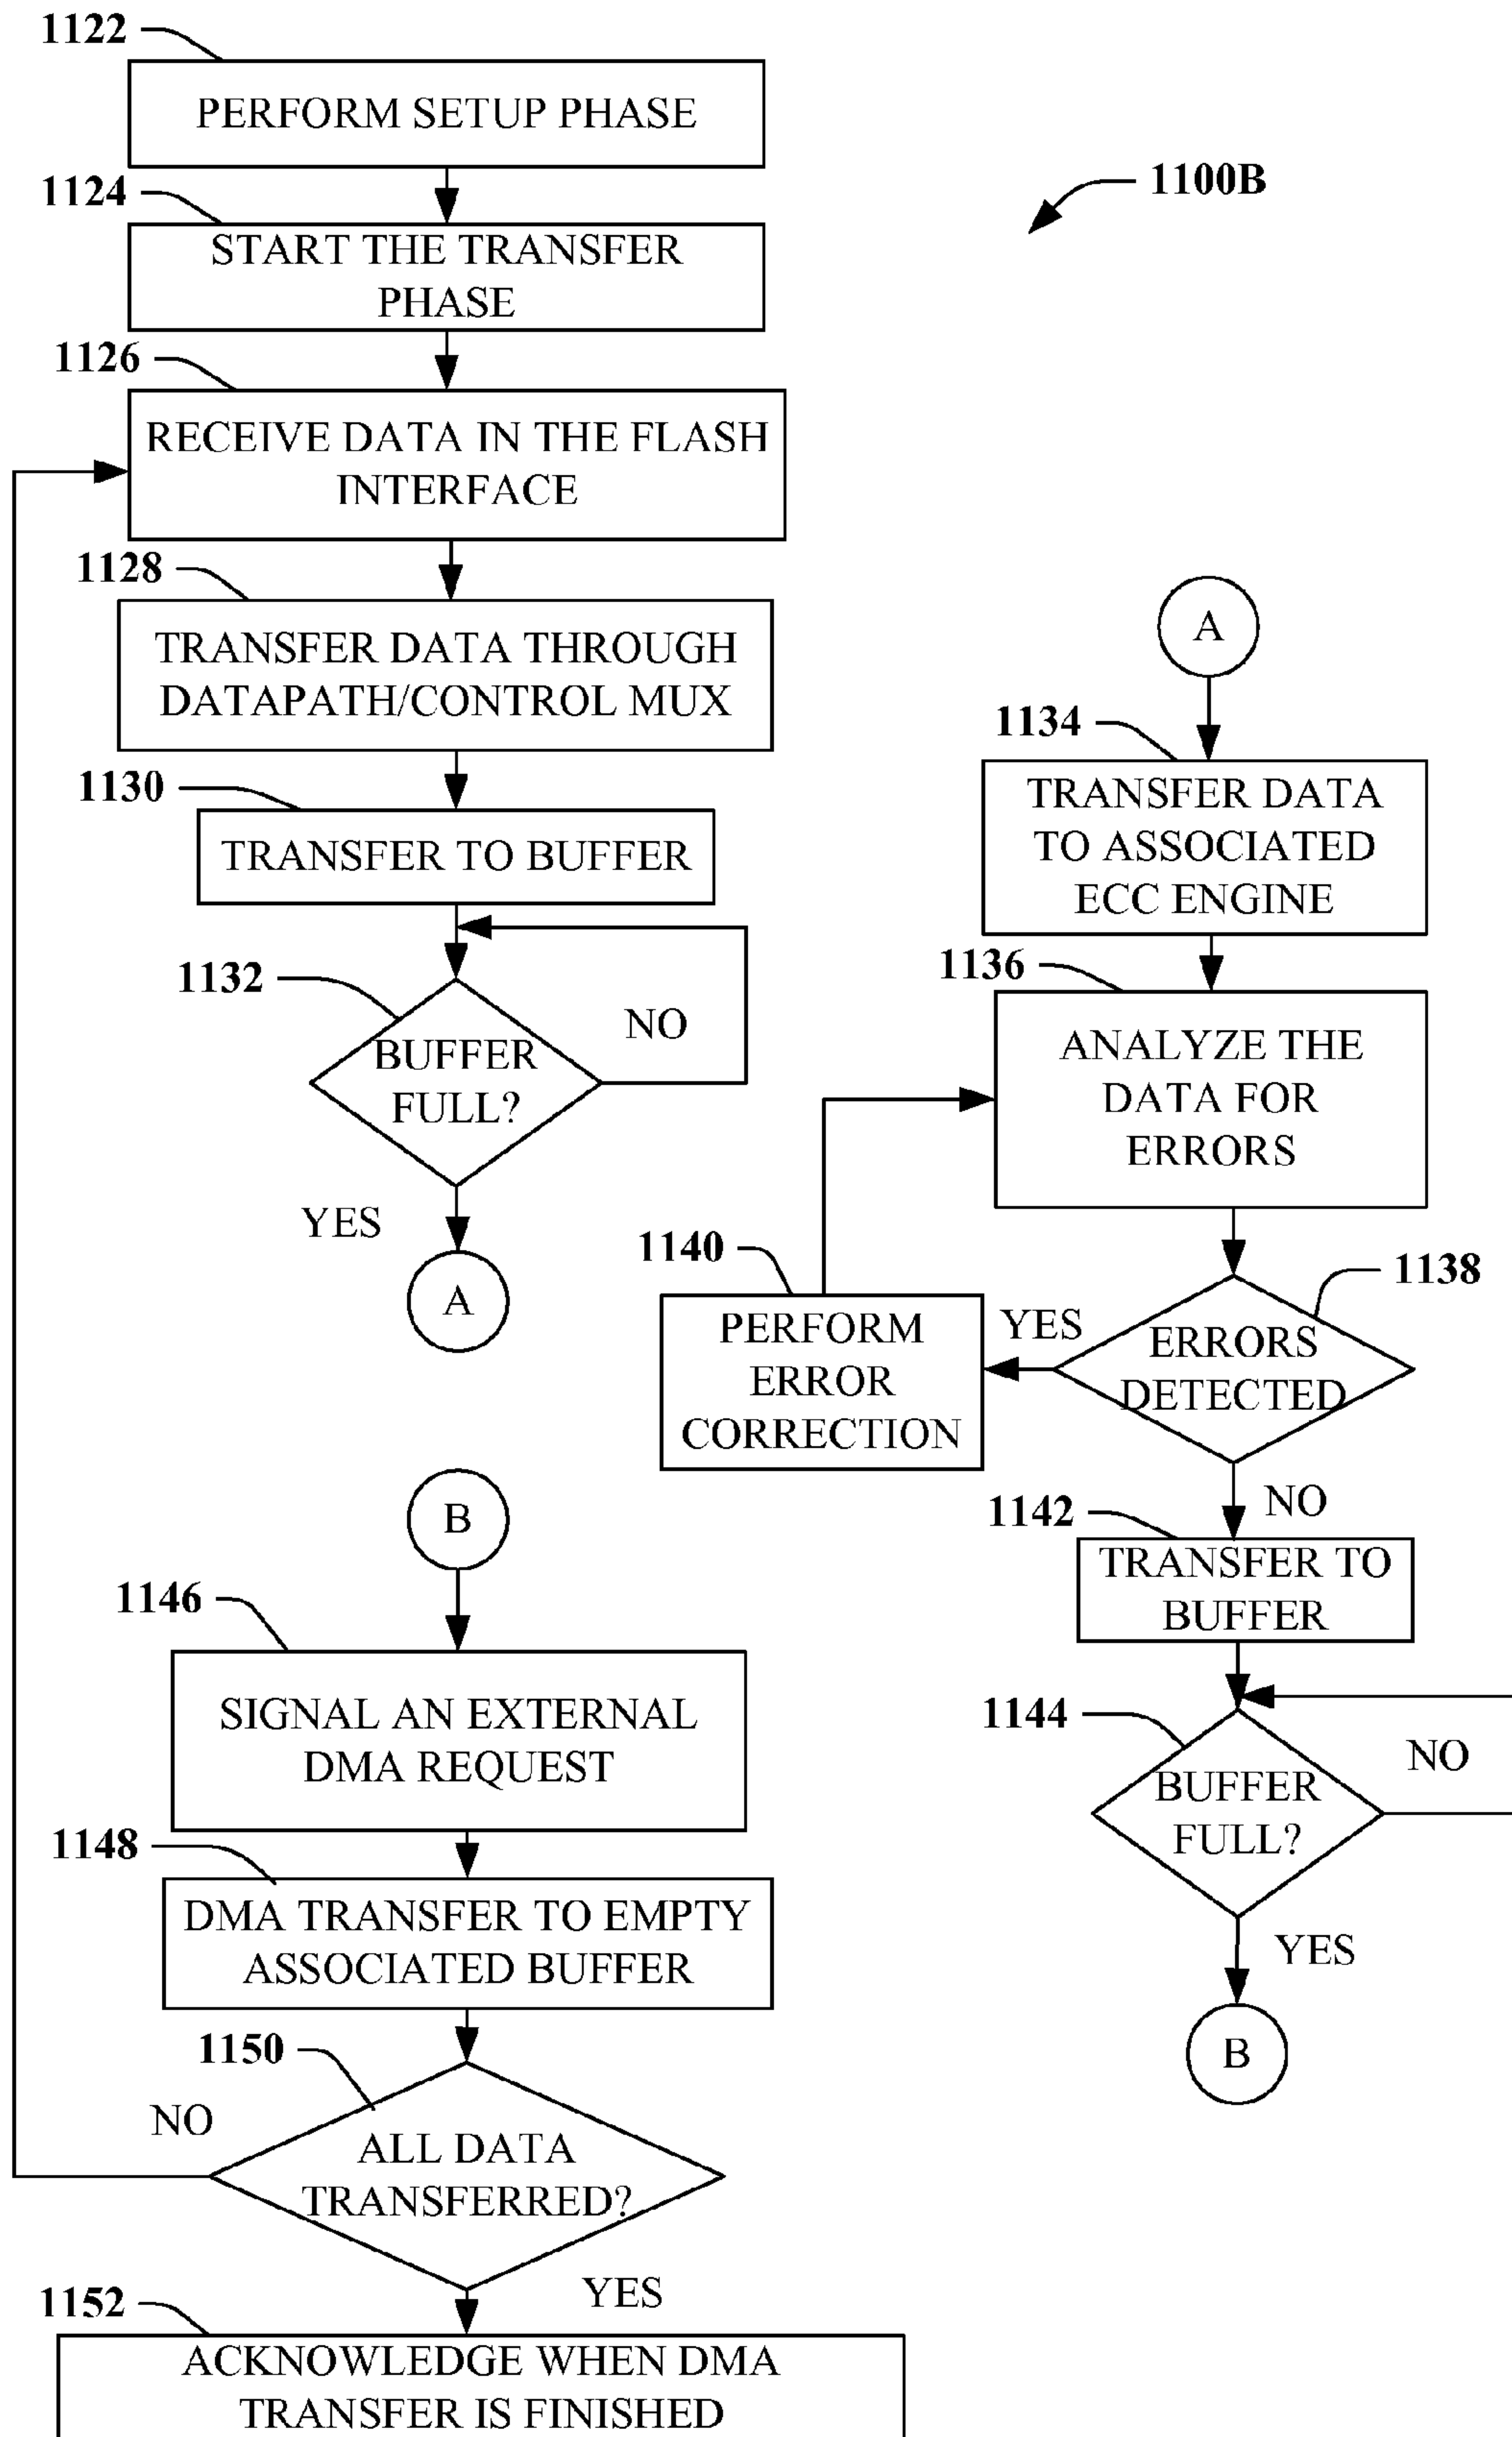 1122
PERFORM SETUP PHASE
1124
START THE TRANSFER
PHASE
1126
RECEIVE DATA IN THE FLASH
INTERFACE
1128
TRANSFER DATA THROUGH
DATAPATH/CONTROL MUX
1130
TRANSFER TO BUFFER
1132
BUFFER
FULL?
NO
YES
A
1100B
A
1134
TRANSFER DATA
TO ASSOCIATED
ECC ENGINE
1136
ANALYZE THE
DATA FOR
ERRORS
1138
ERRORS
DETECTED
YES
1140
PERFORM
ERROR
CORRECTION
NO
1142
TRANSFER TO
BUFFER
1144
BUFFER
FULL?
NO
YES
B
B
1146
SIGNAL AN EXTERNAL
DMA REQUEST
1148
DMA TRANSFER TO EMPTY
ASSOCIATED BUFFER
1150
ALL DATA
TRANSFERRED?
NO
YES
1152
ACKNOWLEDGE WHEN DMA
TRANSFER IS FINISHED